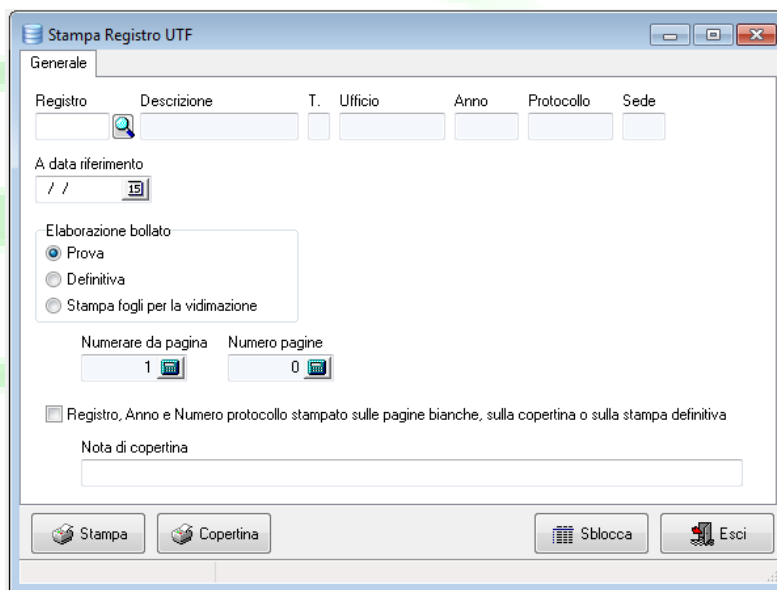 Stampa Registro UTF
Generale
Registro Descrizione T. Ufficio Anno Protocollo Sede
A data riferimento
/ / 15
Elaborazione bollato
Prova
Definitiva
Stampa fogli per la vidimazione
Numerare da pagina Numero pagine
1 0
Registro, Anno e Numero protocollo stampato sulle pagine bianche, sulla copertina o sulla stampa definitiva
Nota di copertina
Stampa Copertina Sblocca Esci